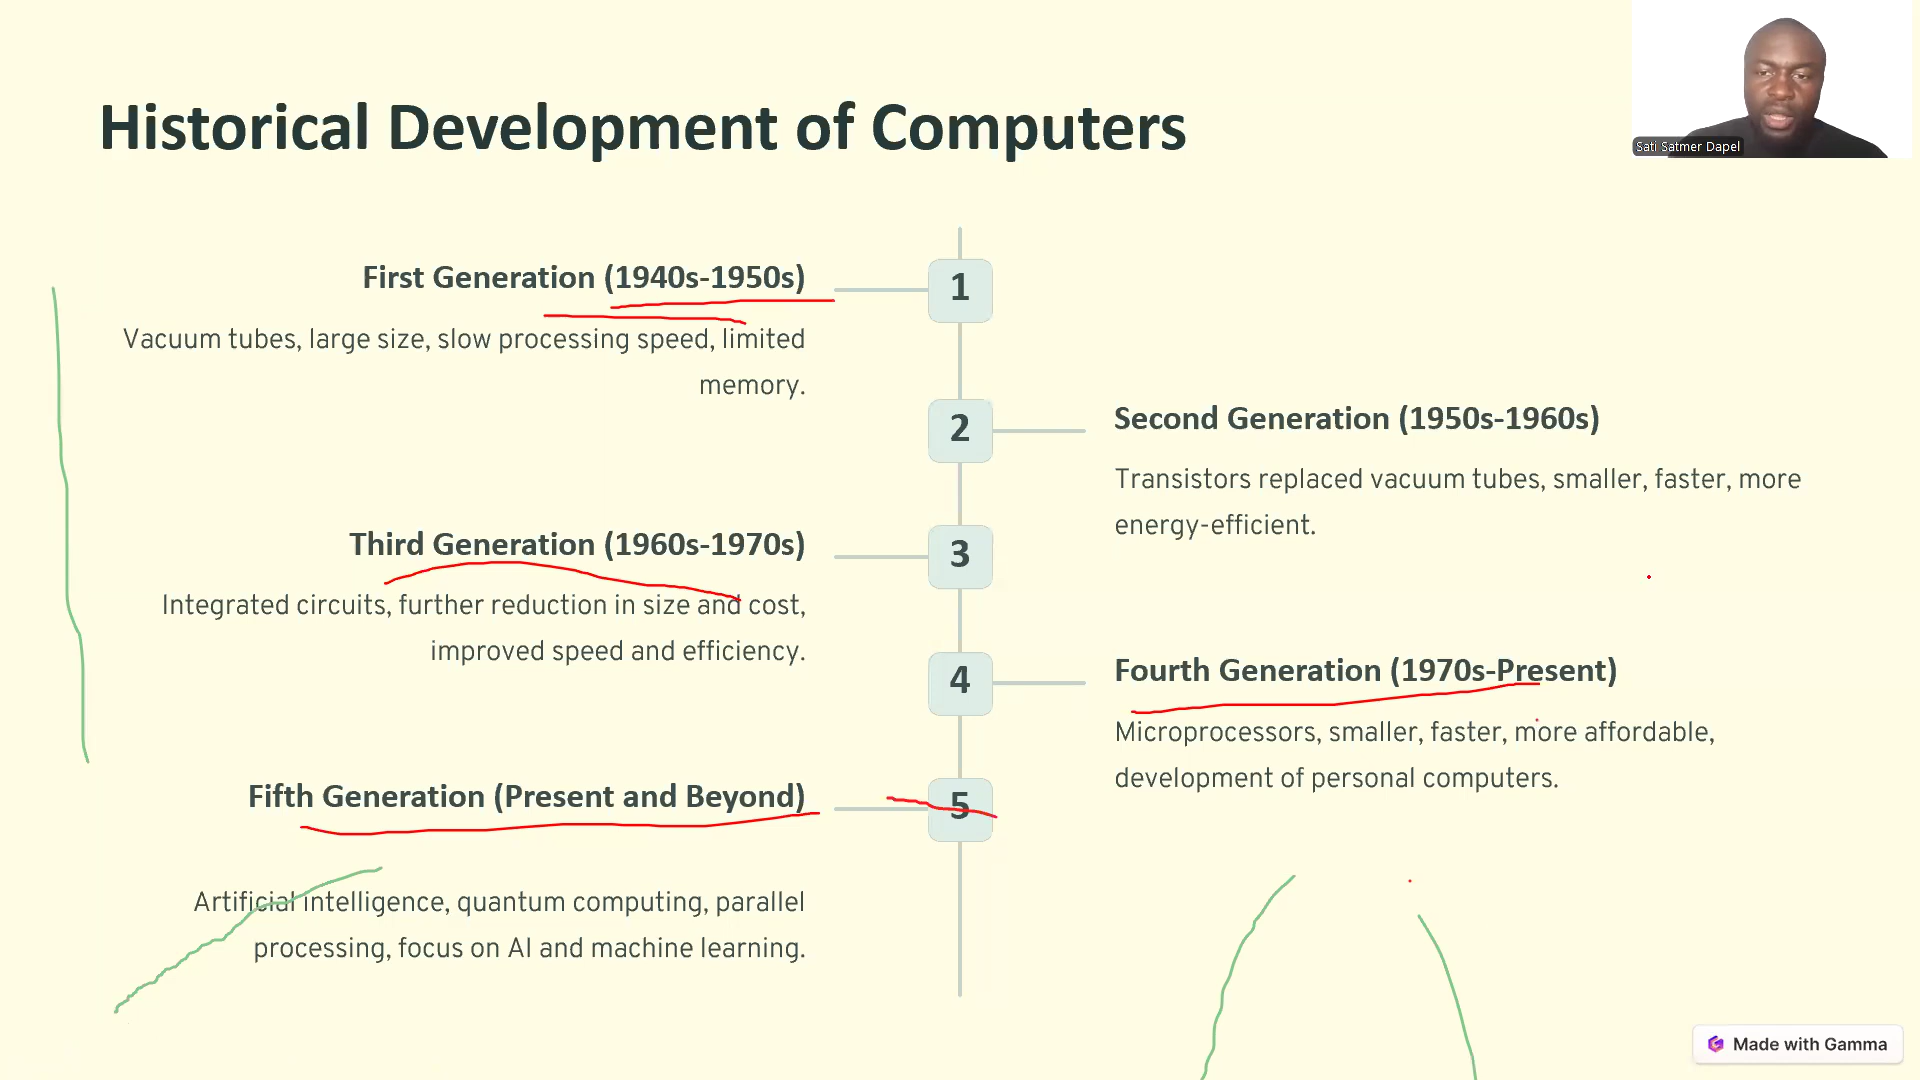 Historical Development of Computers
Sati Satmer Dapel
First Generation (1940s-1950s)
1
Vacuum tubes, large size, slow processing speed, limited
memory.
2
Second Generation (1950s-1960s)
Transistors replaced vacuum tubes, smaller, faster, more
energy-efficient.
Third Generation (1960s-1970s)
3
Integrated circuits, further reduction in size and cost,
improved speed and efficiency.
4
Fourth Generation (1970s-Present)
Microprocessors, smaller, faster, more affordable,
development of personal computers.
Fifth Generation (Present and Beyond)
5
Artificial intelligence, quantum computing, parallel
processing, focus on AI and machine learning.
Made with Gamma